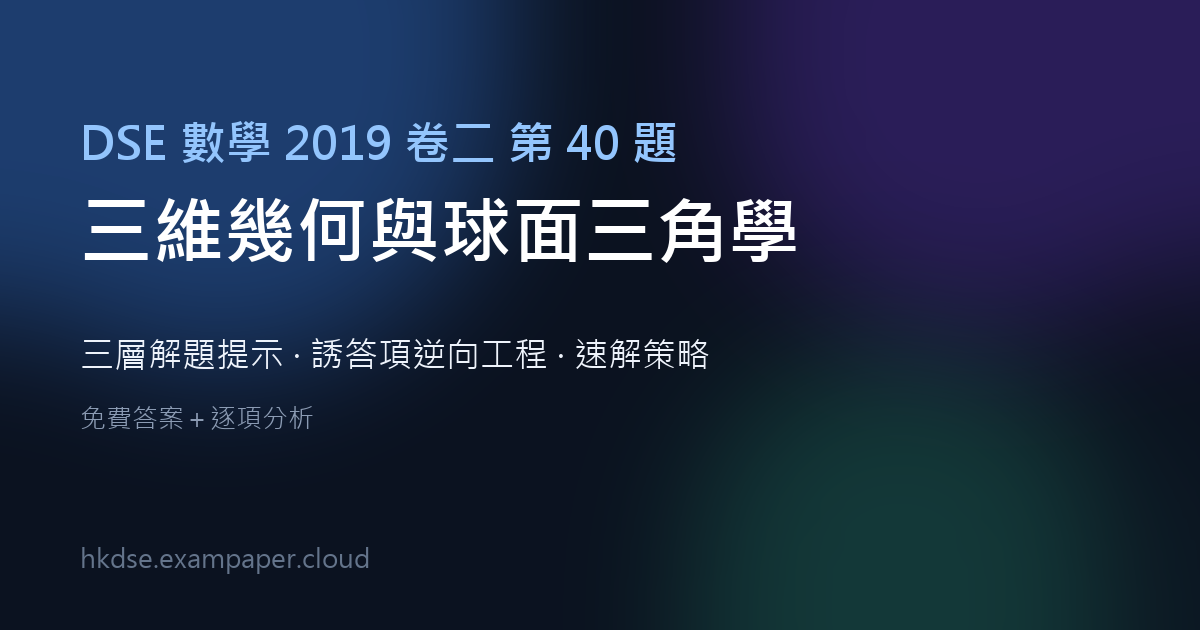 DSE 數學 2019 卷二 第 40 題
三維幾何與球面三角學
三層解題提示 · 誘答項逆向工程 · 速解策略
免費答案 + 逐項分析
hkdse.exampaper.cloud